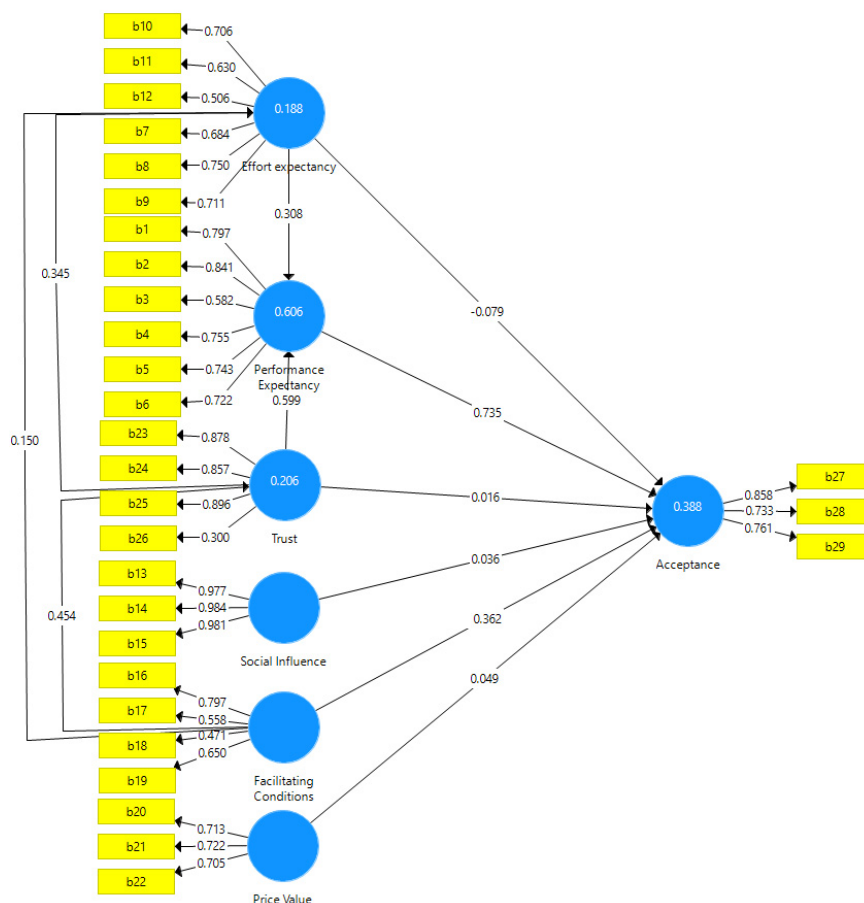 b10
0.706
b11
0.630
b12
0.506
0.188
b7
0.684
b8
0.750
Effort expectancy
b9
0.711
0.308
b1
0.797
b2
0.841
0.345
b3
0.582
0.606
-0.079
b4
0.755
b5
0.743
Performance
Expectancy
b6
0.722
0.599
0.735
b23
0.878
0.150
b24
0.857
b25
0.896
0.206
0.016
b26
0.300
Trust
b27
0.858
0.388
b28
0.733
b29
0.761
Acceptance
b13
0.977
b14
0.984
0.036
0.454
b15
0.981
Social Influence
0.362
b16
0.797
b17
0.558
0.049
b18
0.471
b19
0.650
Facilitating
Conditions
b20
0.713
b21
0.722
b22
0.705
Price Value